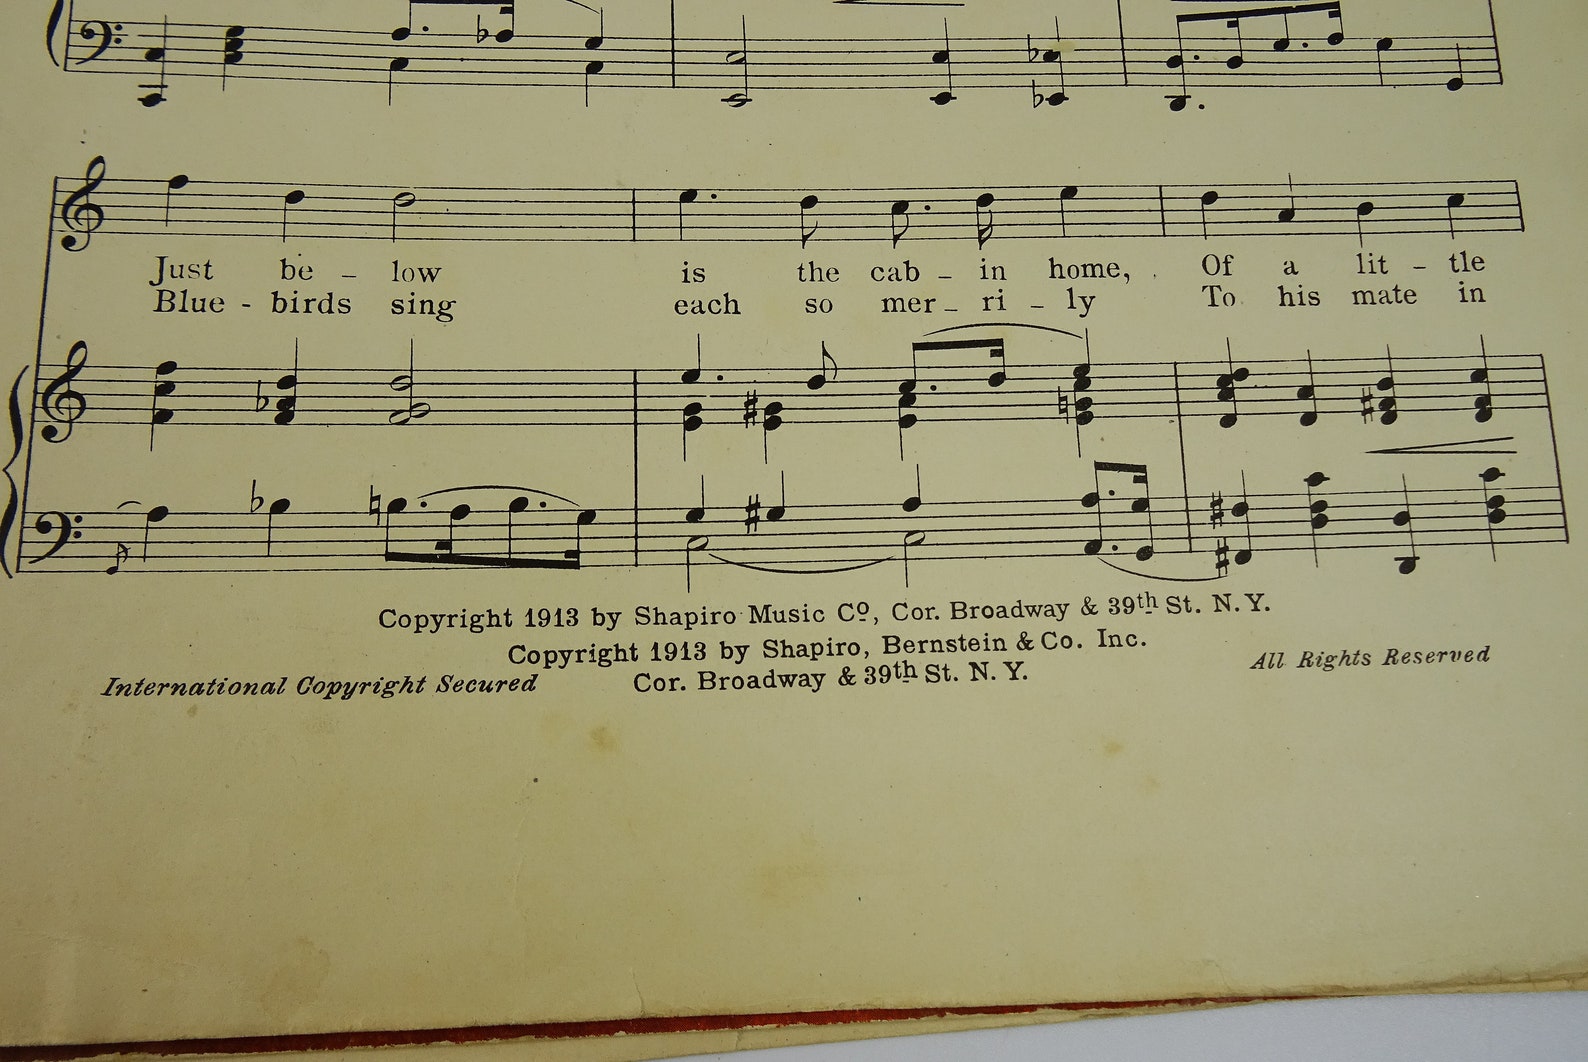 Just be - low is the cab - in home, Of a lit - tle
Blue - birds sing each so mer - ri - ly To his mate in
Copyright 1913 by Shapiro Music Cº, Cor. Broadway & 39th St. N.Y.
Copyright 1913 by Shapiro, Bernstein & Co. Inc.
International Copyright Secured Cor. Broadway & 39th St. N. Y. All Rights Reserved